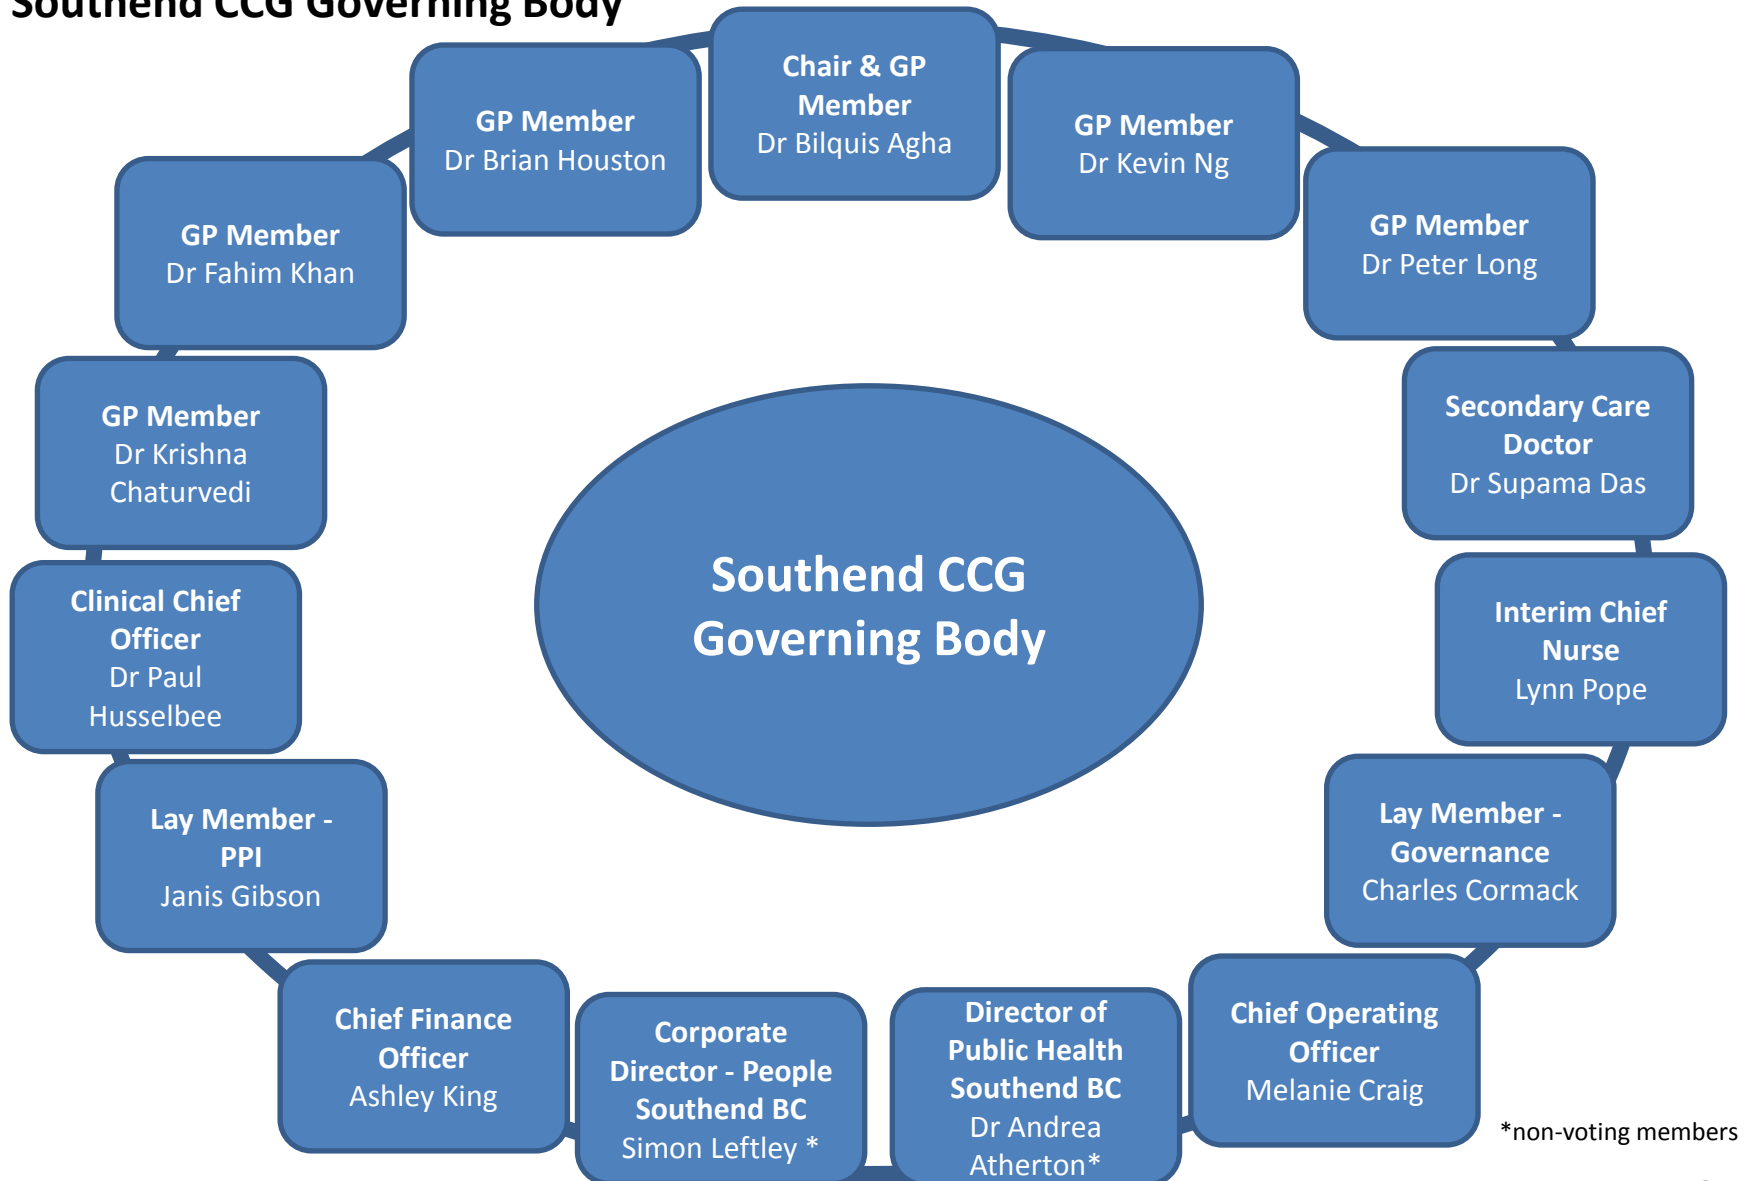 Southend CCG Governing Body
Chair & GP
Member
Dr Bilquis Agha
GP Member
Dr Kevin Ng
GP Member
Dr Peter Long
Secondary Care
Doctor
Dr Supama Das
Interim Chief
Nurse
Lynn Pope
Lay Member -
Governance
Charles Cormack
Chief Operating
Officer
Melanie Craig
Director of
Public Health
Southend BC
Dr Andrea
Atherton*
Corporate
Director - People
Southend BC
Simon Leftley *
Chief Finance
Officer
Ashley King
Lay Member -
PPI
Janis Gibson
Clinical Chief
Officer
Dr Paul
Husselbee
GP Member
Dr Krishna
Chaturvedi
GP Member
Dr Fahim Khan
GP Member
Dr Brian Houston
Southend CCG
Governing Body
*non-voting members